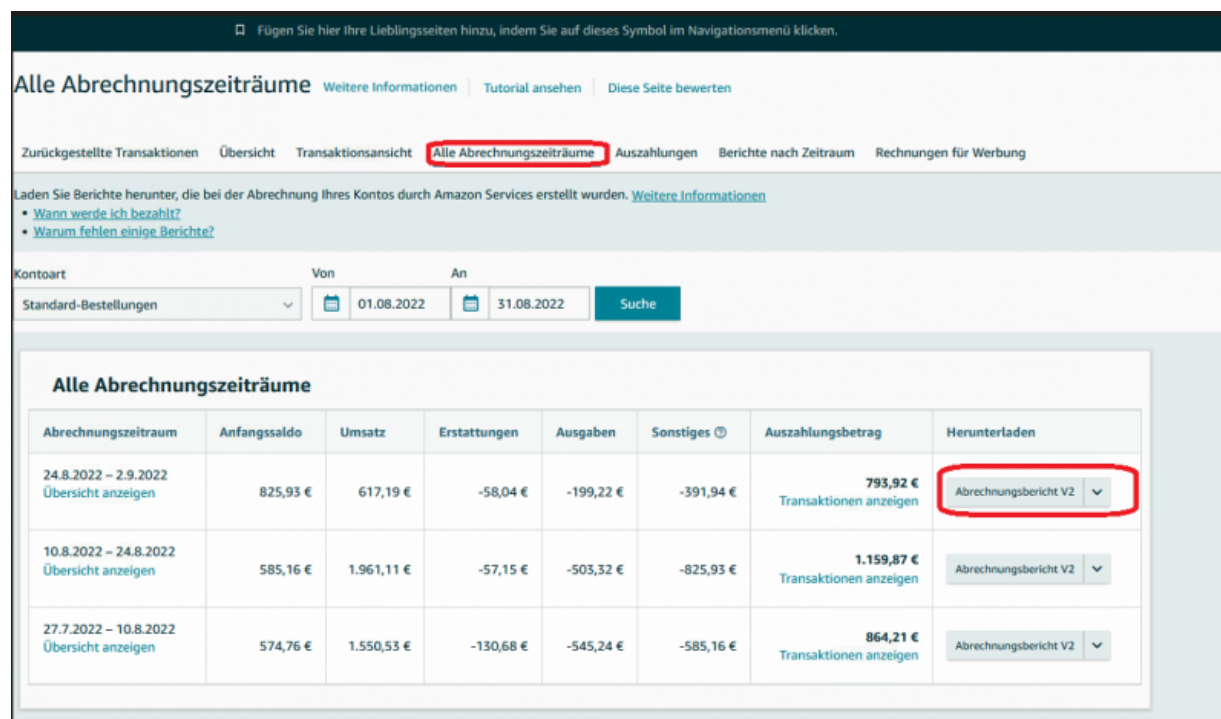 Fügen Sie hier Ihre Lieblingsseiten hinzu, indem Sie auf dieses Symbol im Navigationsmenü klicken.
Alle Abrechnungszeiträume Weitere Informationen Tutorial ansehen Diese Seite bewerten
Zurückgestellte Transaktionen Übersicht Transaktionsansicht Alle Abrechnungszeiträume Auszahlungen Berichte nach Zeitraum Rechnungen für Werbung
Laden Sie Berichte herunter, die bei der Abrechnung Ihres Kontos durch Amazon Services erstellt wurden. Weitere Informationen
• Wann werde ich bezahlt?
• Warum fehlen einige Berichte?
Kontoart Von An
Standard-Bestellungen 01.08.2022 31.08.2022 Suche
Alle Abrechnungszeiträume
Abrechnungszeitraum Anfangssaldo Umsatz Erstattungen Ausgaben Sonstiges Auszahlungsbetrag Herunterladen
24.8.2022 – 2.9.2022 793,92 €
Übersicht anzeigen 825,93 € 617,19 € -58,04 € -199,22 € -391,94 € Transaktionen anzeigen Abrechnungsbericht V2
10.8.2022 – 24.8.2022 1.159,87 €
Übersicht anzeigen 585,16 € 1.961,11 € -57,15 € -503,32 € -825,93 € Transaktionen anzeigen Abrechnungsbericht V2
27.7.2022 – 10.8.2022 864,21 €
Übersicht anzeigen 574,76 € 1.550,53 € -130,68 € -545,24 € -585,16 € Transaktionen anzeigen Abrechnungsbericht V2